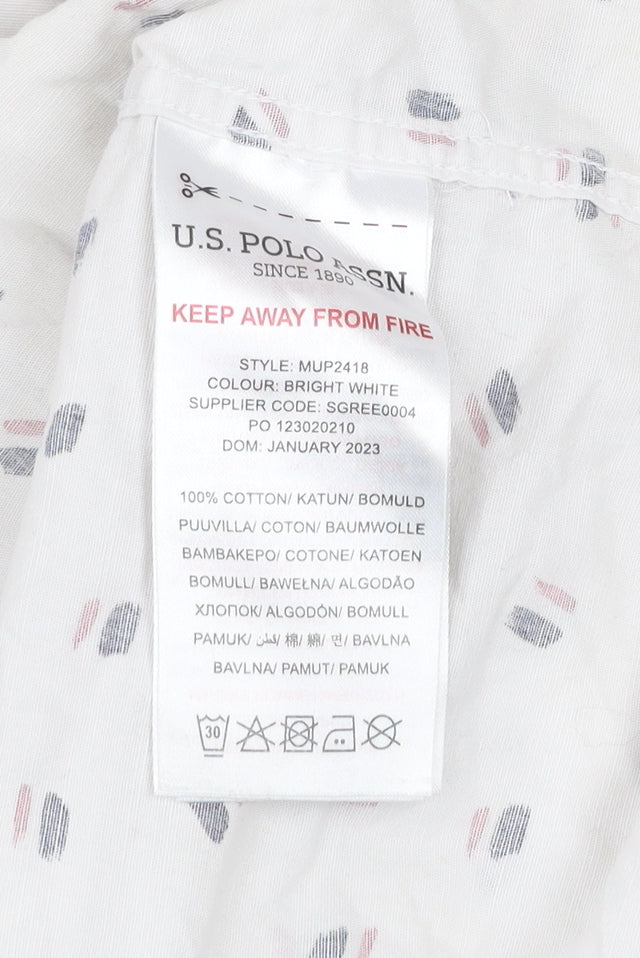 U.S. POLO ASSN.
SINCE 1890
KEEP AWAY FROM FIRE
STYLE: MUP2418
COLOUR: BRIGHT WHITE
SUPPLIER CODE: SGREE0004
PO 123020210
DOM: JANUARY 2023
100% COTTON/ KATUN/ BOMULD
PUUVILLA/ COTON/ BAUMWOLLE
BAMBAKEPO/ COTONE/ KATOEN
BOMULL/ BAWEŁNA/ ALGODÃO
ХЛОПОК/ ALGODÓN/ BOMULL
PAMUK/ قطن/ 棉/ 綿/ 면/ BAVLNA
BAVLNA/ PAMUT/ PAMUK
30